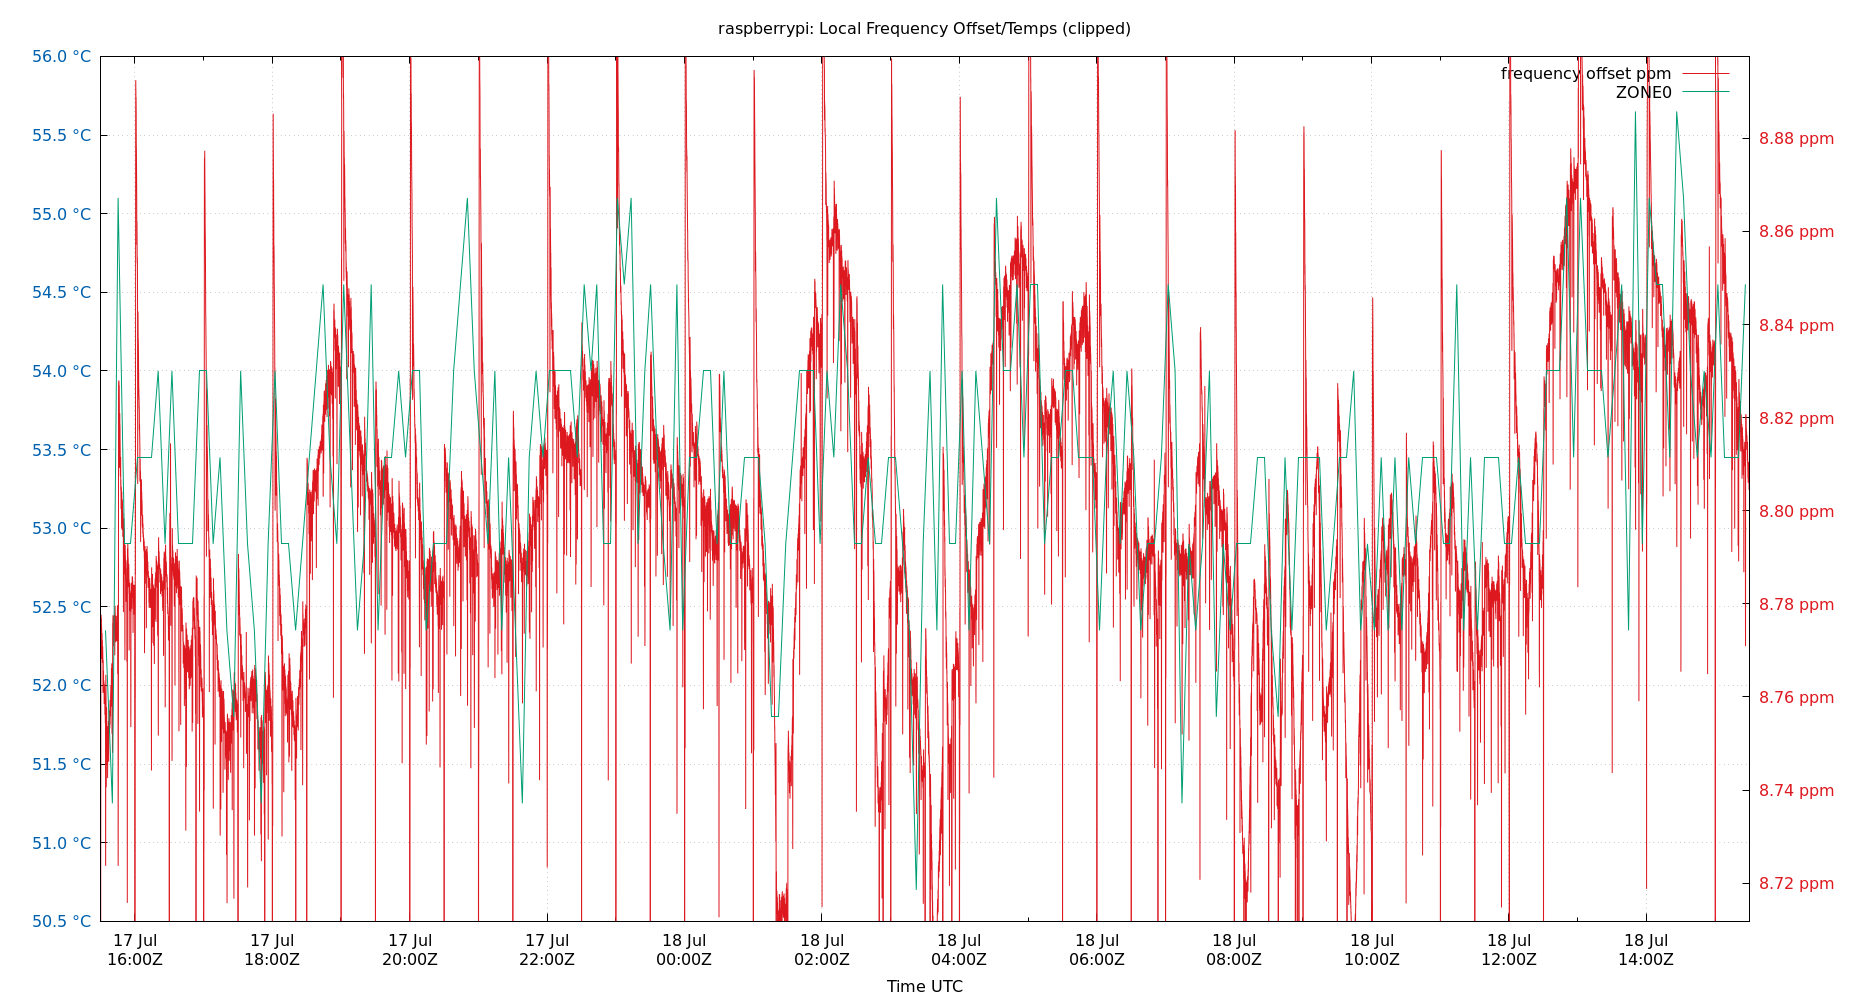 raspberrypi: Local Frequency Offset/Temps (clipped)
56.0 °C
55.5 °C
55.0 °C
54.5 °C
54.0 °C
53.5 °C
53.0 °C
52.5 °C
52.0 °C
51.5 °C
51.0 °C
50.5 °C
frequency offset ppm
ZONE0
8.88 ppm
8.86 ppm
8.84 ppm
8.82 ppm
8.80 ppm
8.78 ppm
8.76 ppm
8.74 ppm
8.72 ppm
17 Jul 17 Jul 17 Jul 17 Jul 18 Jul 18 Jul 18 Jul 18 Jul 18 Jul 18 Jul 18 Jul 18 Jul
16:00Z 18:00Z 20:00Z 22:00Z 00:00Z 02:00Z 04:00Z 06:00Z 08:00Z 10:00Z 12:00Z 14:00Z
Time UTC